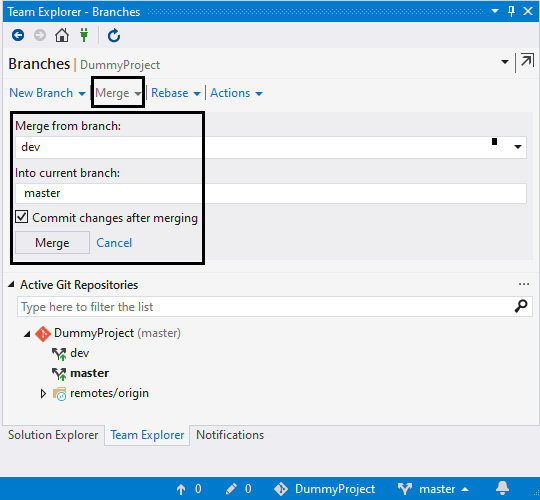 Team Explorer - Branches
Branches | DummyProject
New Branch | Merge | Rebase | Actions
Merge from branch:
dev
Into current branch:
master
Commit changes after merging
Merge Cancel
Active Git Repositories ...
Type here to filter the list
DummyProject (master)
dev
master
remotes/origin
Solution Explorer Team Explorer Notifications
0 0 DummyProject master